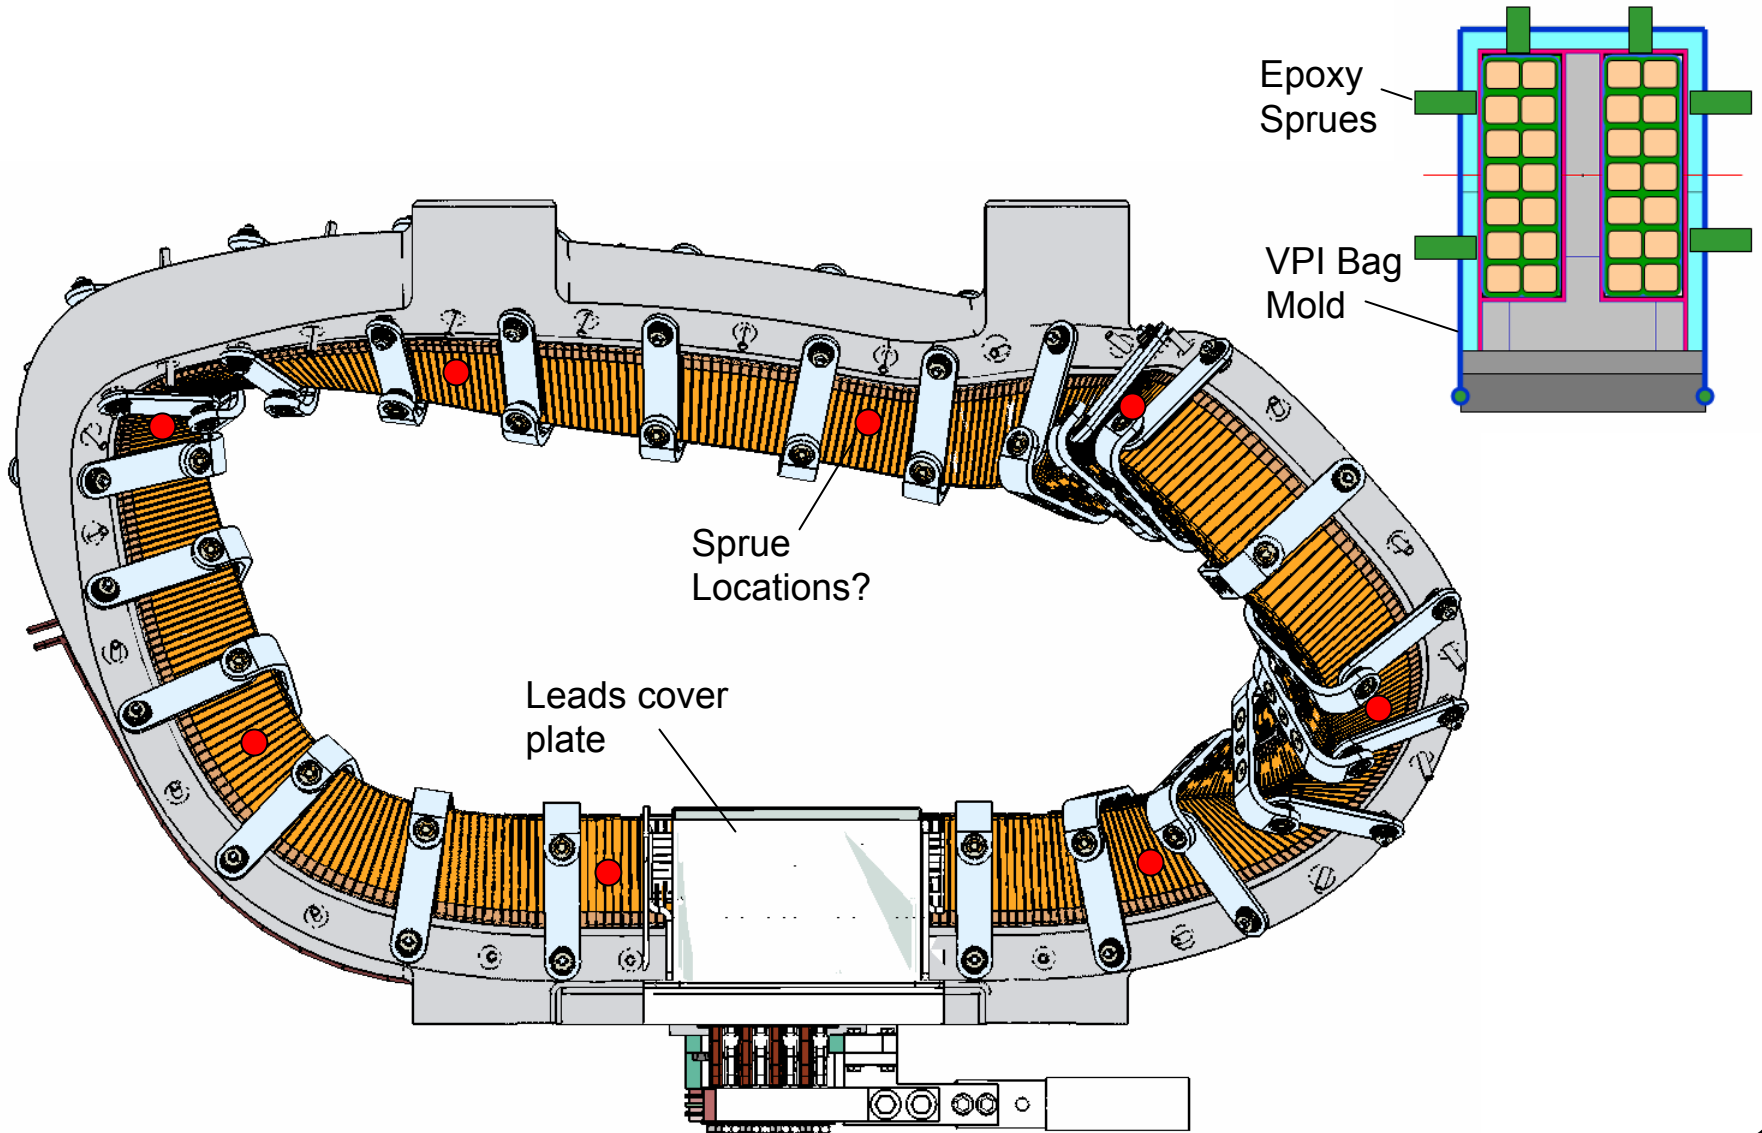 Epoxy
Sprues
VPI Bag
Mold
Sprue
Locations?
Leads cover
plate